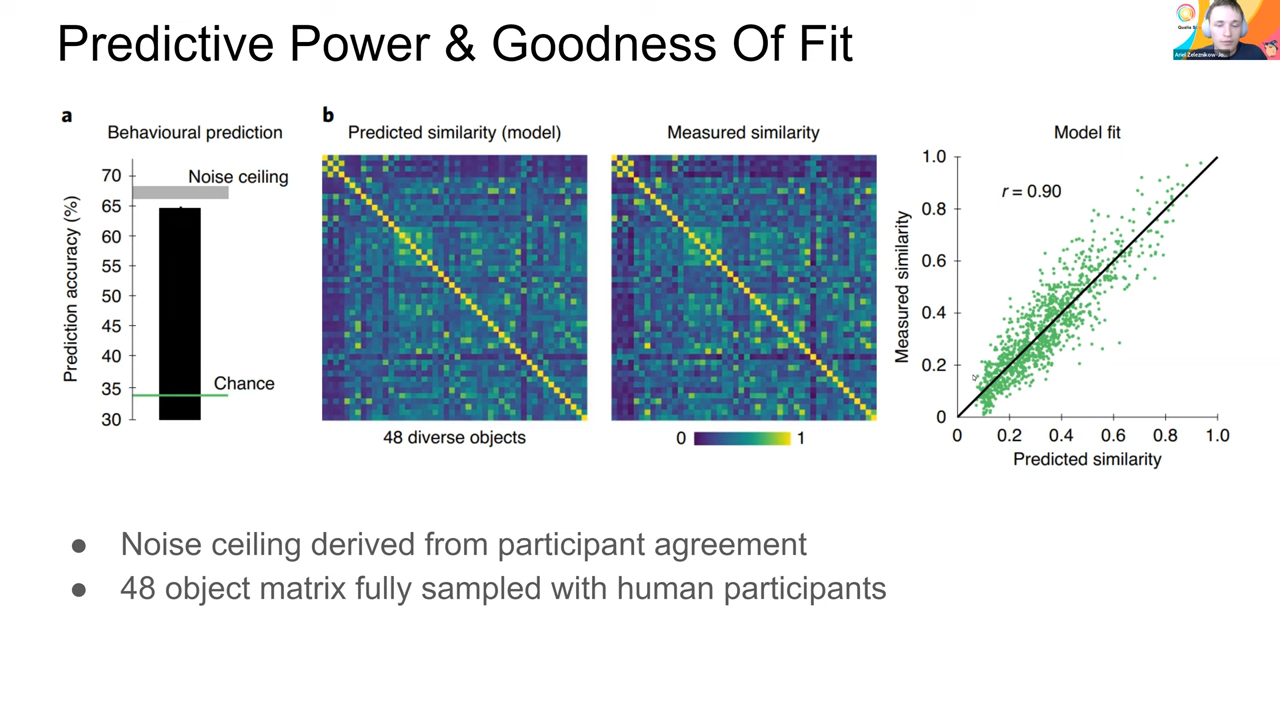 Predictive Power & Goodness Of Fit
a
Behavioural prediction
Prediction accuracy (%)
70
65
60
55
50
45
40
35
30
Noise ceiling
Chance
b
Predicted similarity (model)
48 diverse objects
Measured similarity
0
1
Model fit
r = 0.90
Measured similarity
1.0
0.8
0.6
0.4
0.2
0
0 0.2 0.4 0.6 0.8 1.0
Predicted similarity
● Noise ceiling derived from participant agreement
● 48 object matrix fully sampled with human participants
Qualia